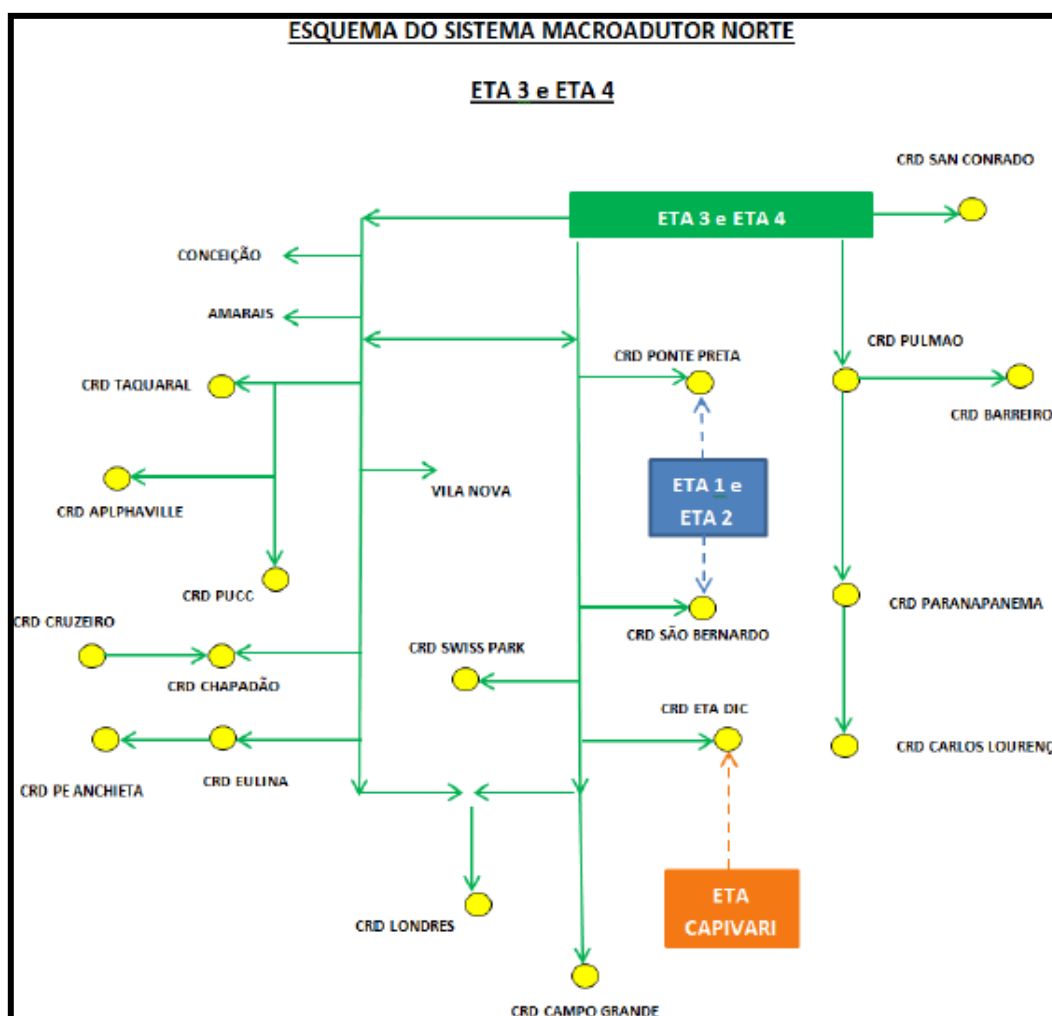 ESQUEMA DO SISTEMA MACROADUTOR NORTE
ETA 3 e ETA 4
CRD SAN CONRADO
ETA 3 e ETA 4
CONCEIÇÃO
AMARAIS
CRD PULMAO
CRD PONTE PRETA
CRD TAQUARAL
CRD BARREIRO
ETA 1 e
ETA 2
VILA NOVA
CRD APLPHAVILLE
CRD PUCC
CRD PARANAPANEMA
CRD CRUZEIRO
CRD SÃO BERNARDO
CRD SWISS PARK
CRD CHAPADÃO
CRD ETA DIC
CRD CARLOS LOURENÇ
CRD EULINA
CRD PE ANCHIETA
ETA
CAPIVARI
CRD LONDRES
CRD CAMPO GRANDE